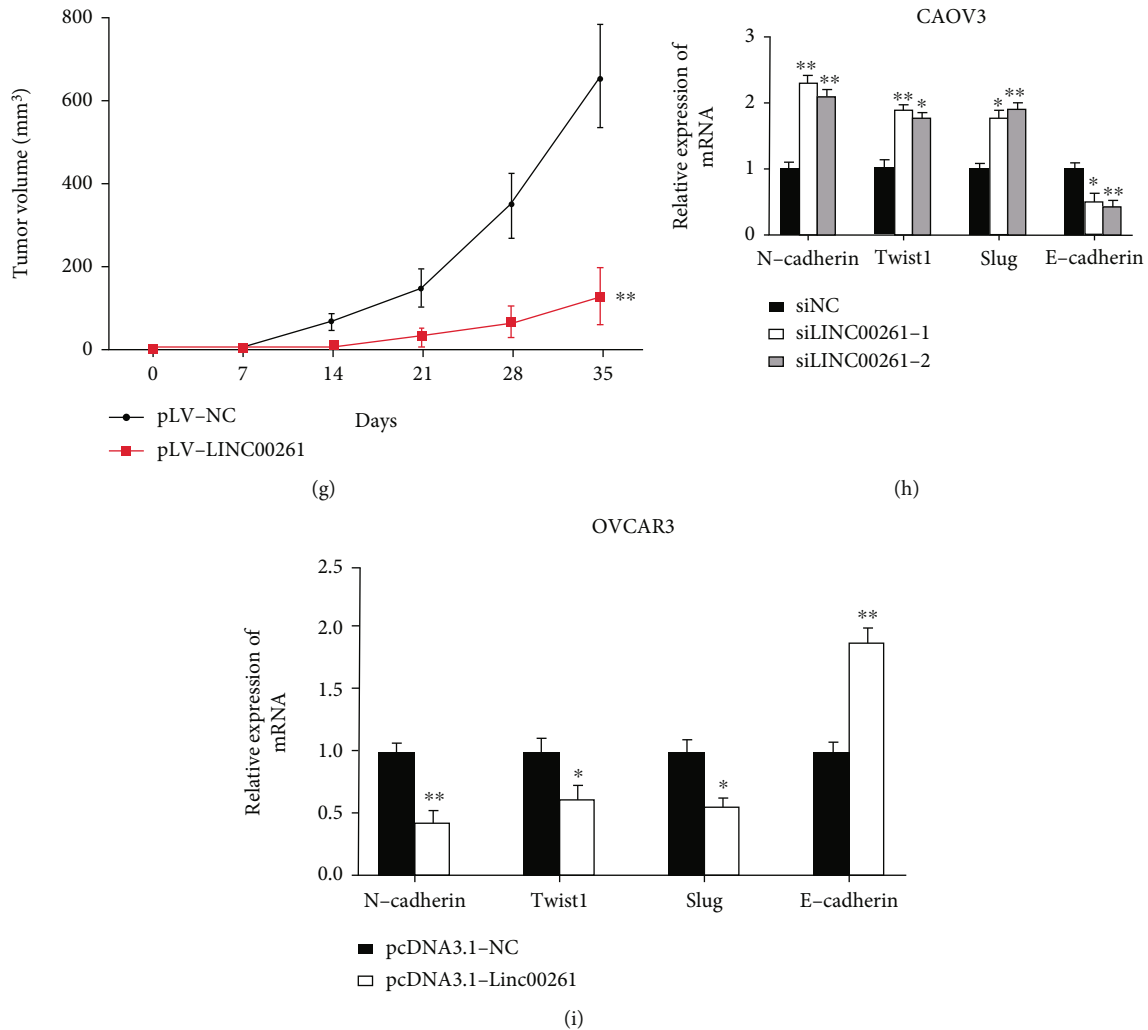 800
600
400
200
0
Tumor volume (mm³)
0 7 14 21 28 35
Days
**
pLV–NC
pLV–LINC00261
(g)
CAOV3
3
2
1
0
Relative expression of
mRNA
** ** ** * * ** * **
N–cadherin Twist1 Slug E–cadherin
siNC
siLINC00261–1
siLINC00261–2
(h)
OVCAR3
2.5
2.0
1.5
1.0
0.5
0.0
Relative expression of
mRNA
** * * **
N–cadherin Twist1 Slug E–cadherin
pcDNA3.1–NC
pcDNA3.1–Linc00261
(i)